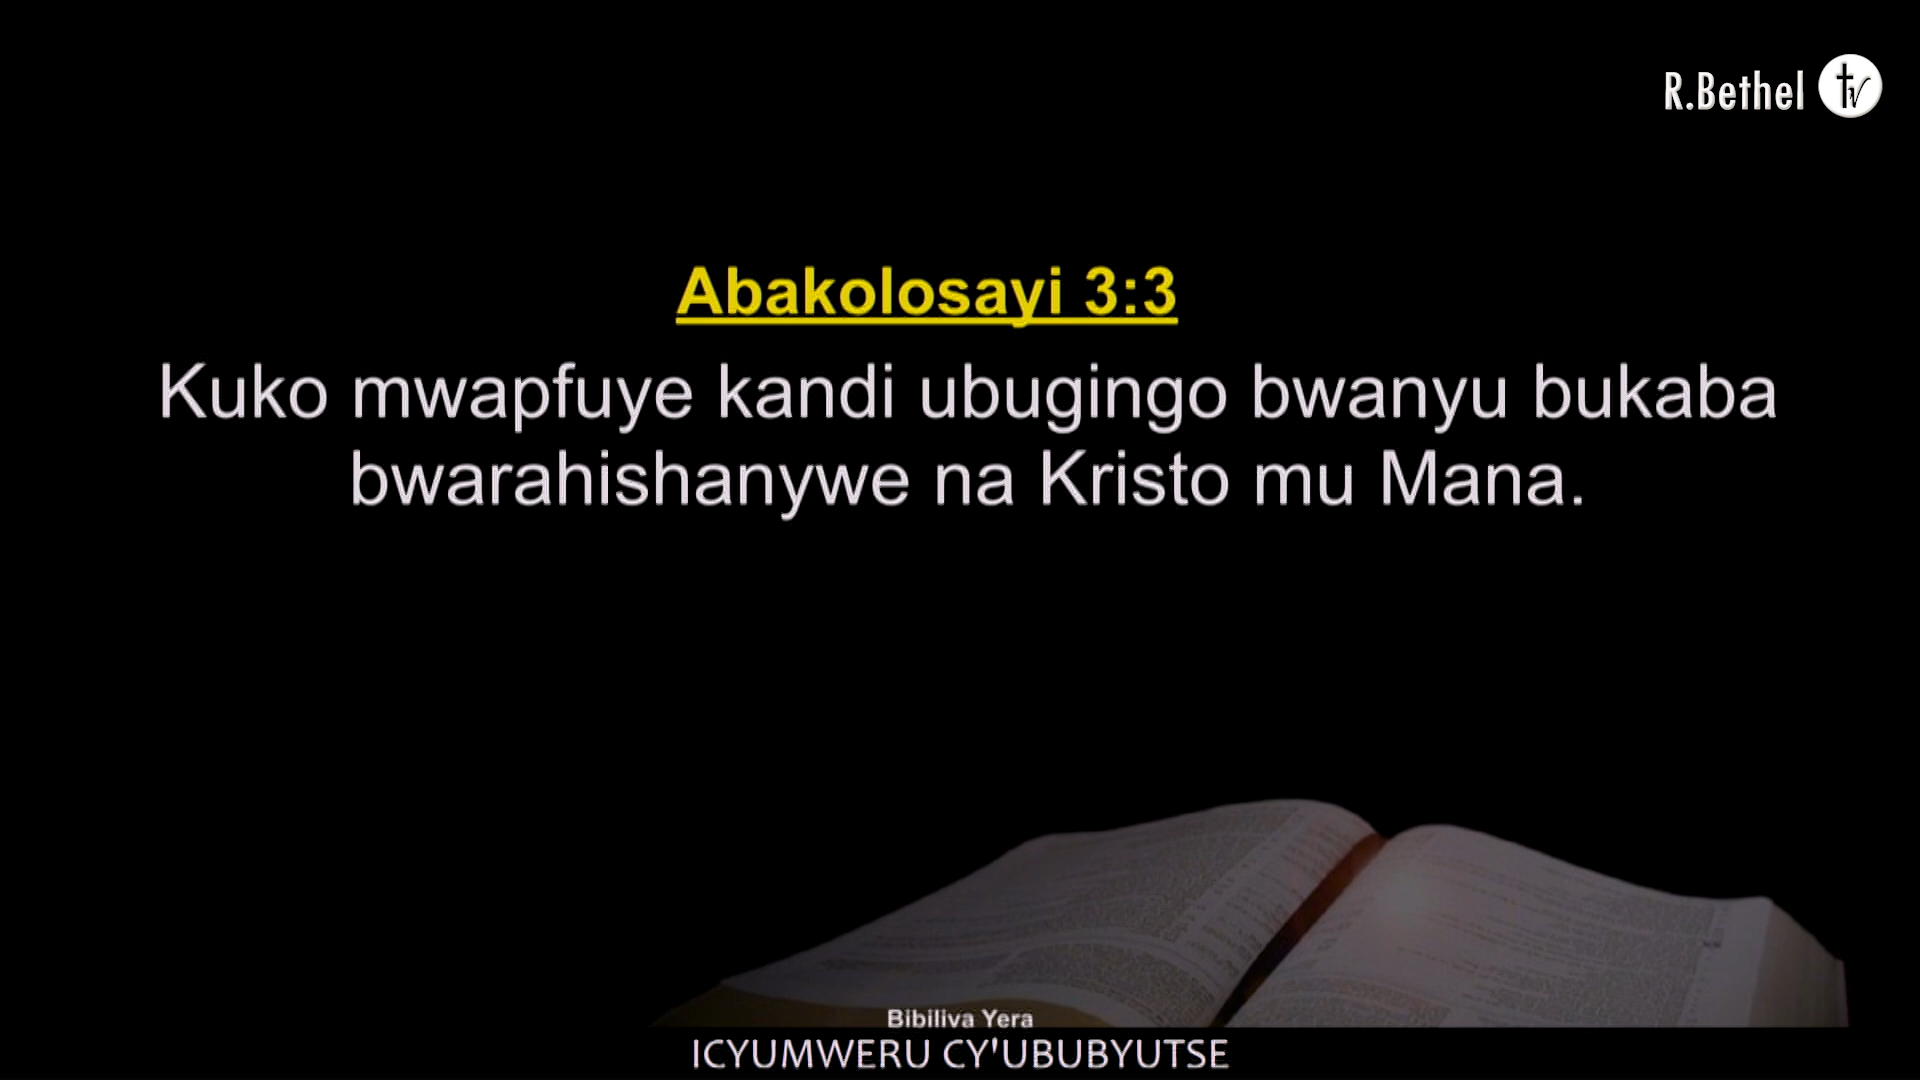 R.Bethel tv
Abakolosayi 3:3
Kuko mwapfuye kandi ubugingo bwanyu bukaba
bwarahishanywe na Kristo mu Mana.
Bibiliya Yera
ICYUMWERU CY'UBUBYUTSE